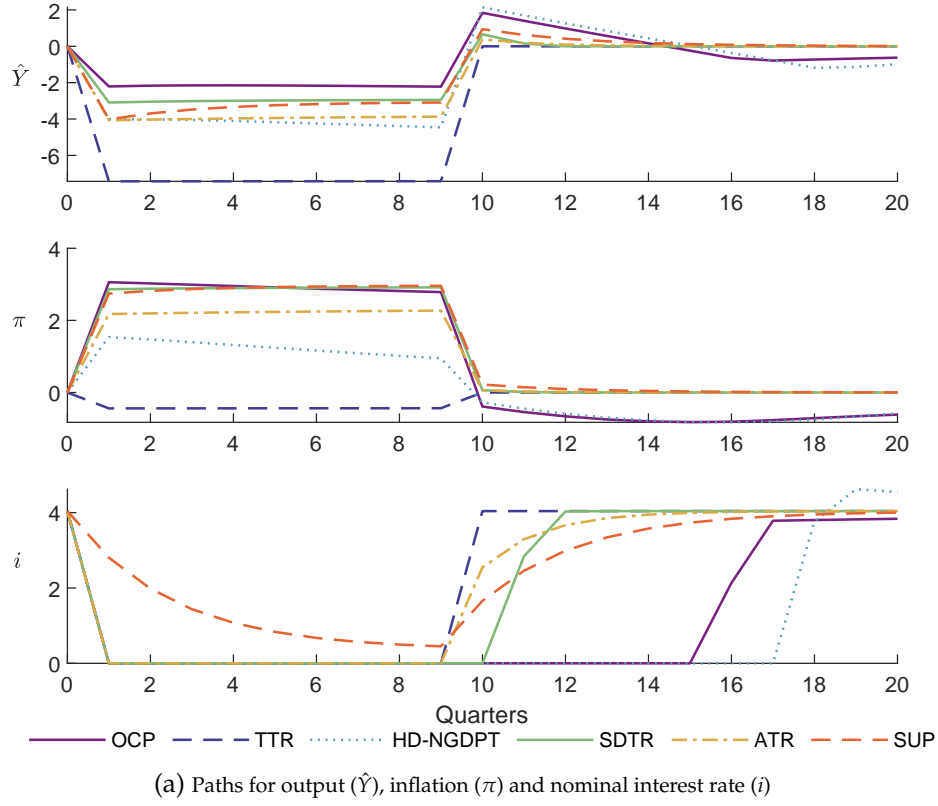 2
0
Ŷ
-2
-4
-6
0 2 4 6 8 10 12 14 16 18 20
4
π
2
0
0 2 4 6 8 10 12 14 16 18 20
4
i
2
0
0 2 4 6 8 10 12 14 16 18 20
Quarters
OCP TTR HD-NGDPT SDTR ATR SUP
(a) Paths for output (Ŷ), inflation (π) and nominal interest rate (i)